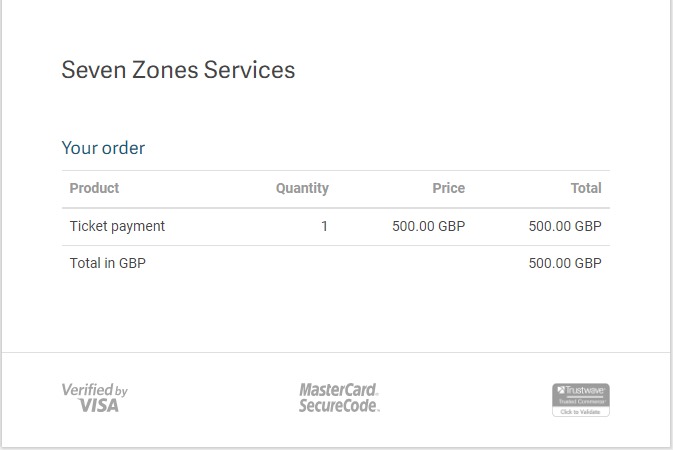 Seven Zones Services
Your order
Product Quantity Price Total
Ticket payment 1 500.00 GBP 500.00 GBP
Total in GBP 500.00 GBP
Verified by
VISA
MasterCard.
SecureCode.
Trustwave
Trusted Commerce
Click to Validate